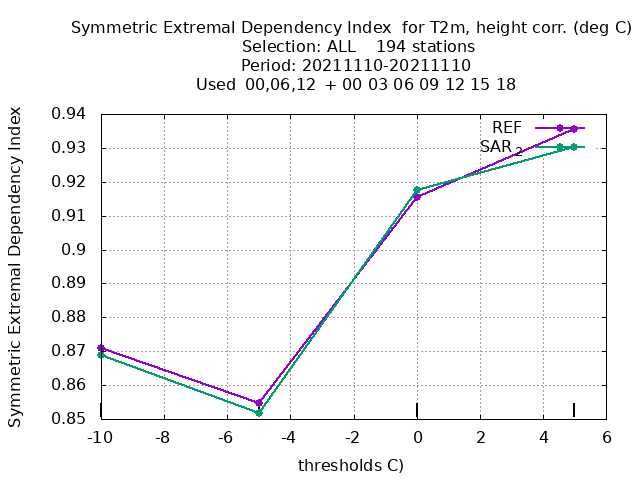 Symmetric Extremal Dependency Index  for T2m, height corr. (deg C)
Selection: ALL    194 stations
Period: 20211110-20211110
Used  00,06,12  + 00 03 06 09 12 15 18
Symmetric Extremal Dependency Index
0.94
0.93
0.92
0.91
0.9
0.89
0.88
0.87
0.86
0.85
REF
SAR2
-10 -8 -6 -4 -2 0 2 4 6
thresholds C)